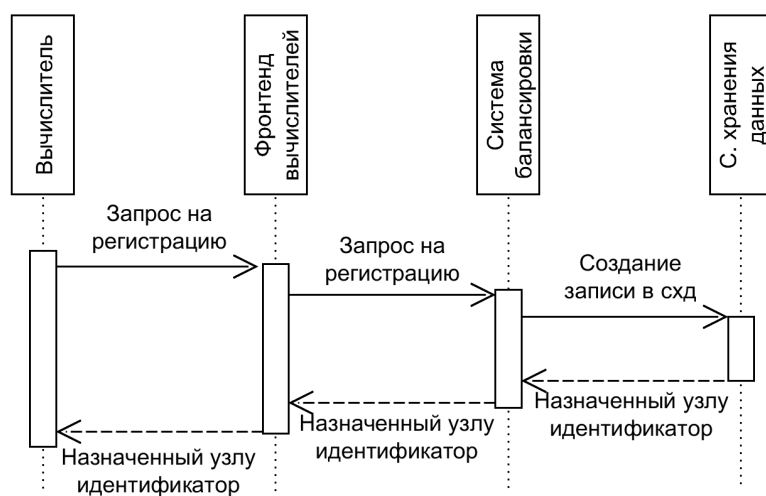 Вычислитель
Фронтенд
вычислителей
Система
балансировки
С. хранения
данных
Запрос на
регистрацию
Запрос на
регистрацию
Создание
записи в схд
Назначенный узлу
идентификатор
Назначенный узлу
идентификатор
Назначенный узлу
идентификатор